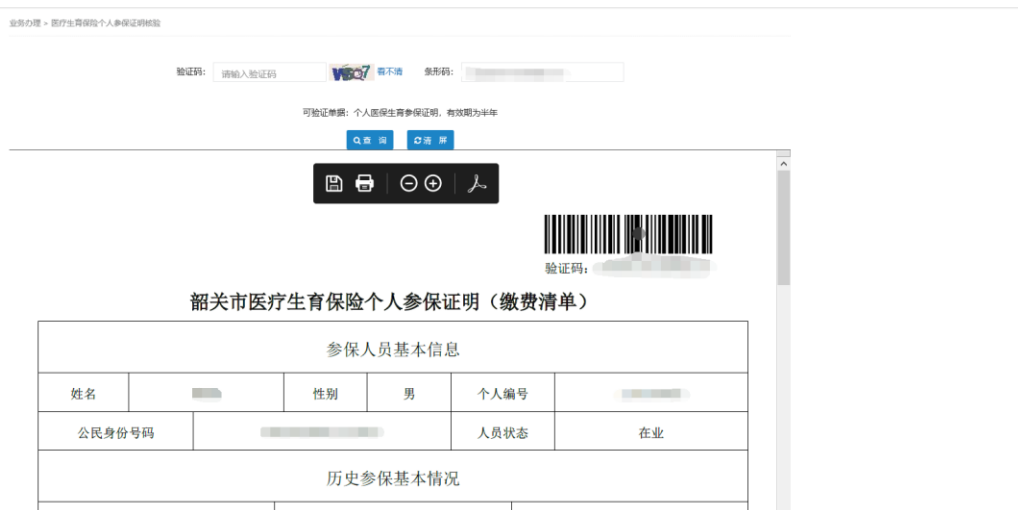 业务办理 > 医疗生育保险个人参保证明核验
验证码: 请输入验证码 看不清 条形码:
可验证单据：个人医保生育参保证明，有效期为半年
查 询 清 屏
验证码：
韶关市医疗生育保险个人参保证明（缴费清单）
参保人员基本信息
姓名 性别 男 个人编号
公民身份号码 人员状态 在业
历史参保基本情况